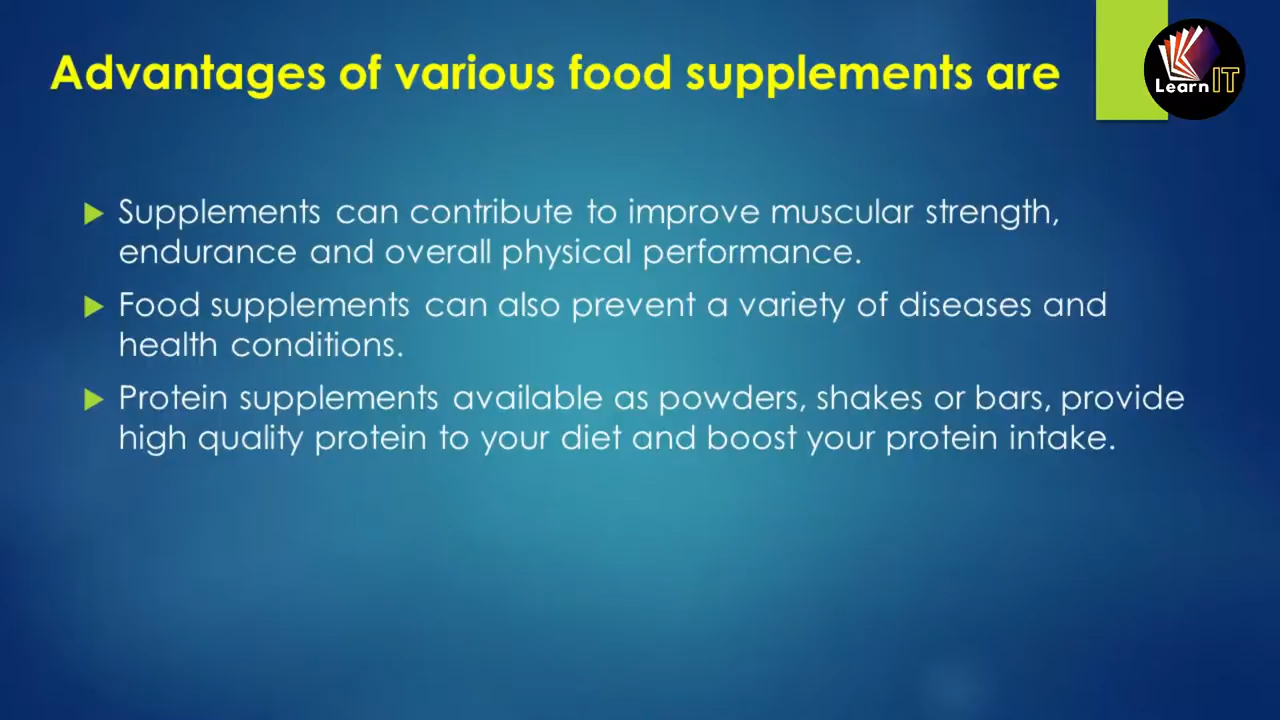 Advantages of various food supplements are
Learn IT
Supplements can contribute to improve muscular strength,
endurance and overall physical performance.
Food supplements can also prevent a variety of diseases and
health conditions.
Protein supplements available as powders, shakes or bars, provide
high quality protein to your diet and boost your protein intake.